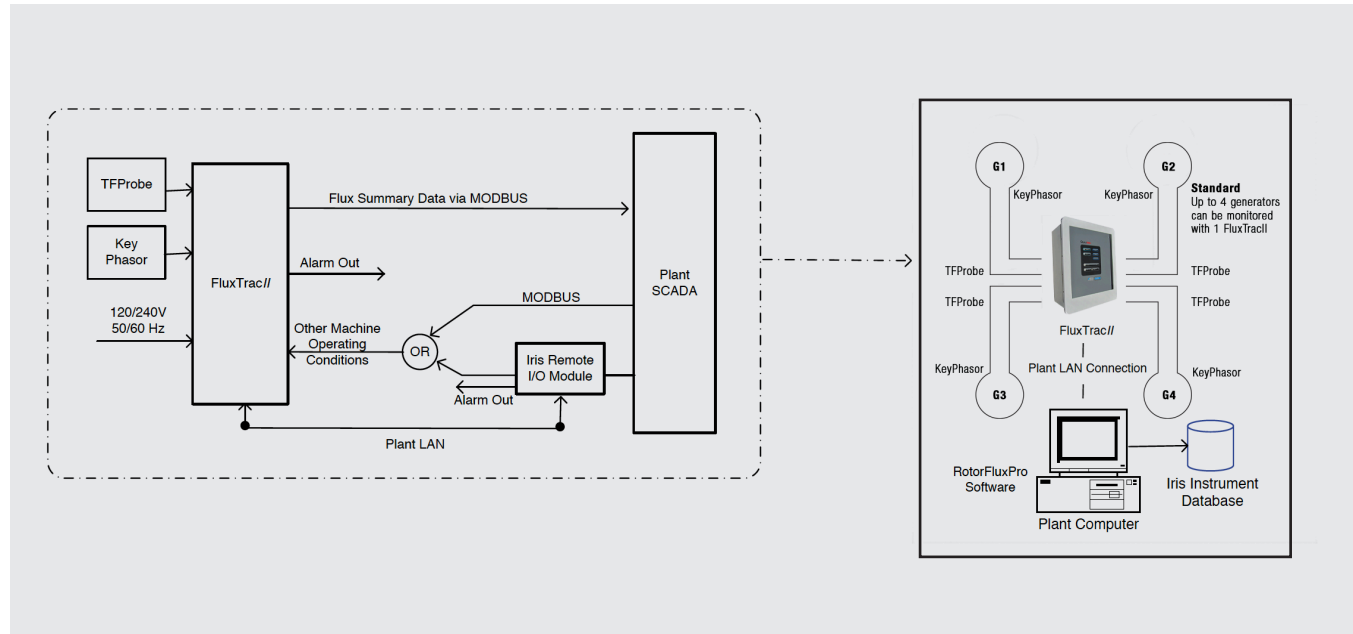 TFProbe
Key
Phasor
120/240V
50/60 Hz
FluxTracII
Flux Summary Data via MODBUS
Alarm Out
MODBUS
Other Machine
Operating
Conditions
OR
Iris Remote
I/O Module
Alarm Out
Plant LAN
Plant
SCADA
G1
KeyPhasor
G2
KeyPhasor
Standard
Up to 4 generators
can be monitored
with 1 FluxTracII
TFProbe
TFProbe
TFProbe
TFProbe
FluxTracII
KeyPhasor
Plant LAN Connection
KeyPhasor
G3
G4
RotorFluxPro
Software
Plant Computer
Iris Instrument
Database